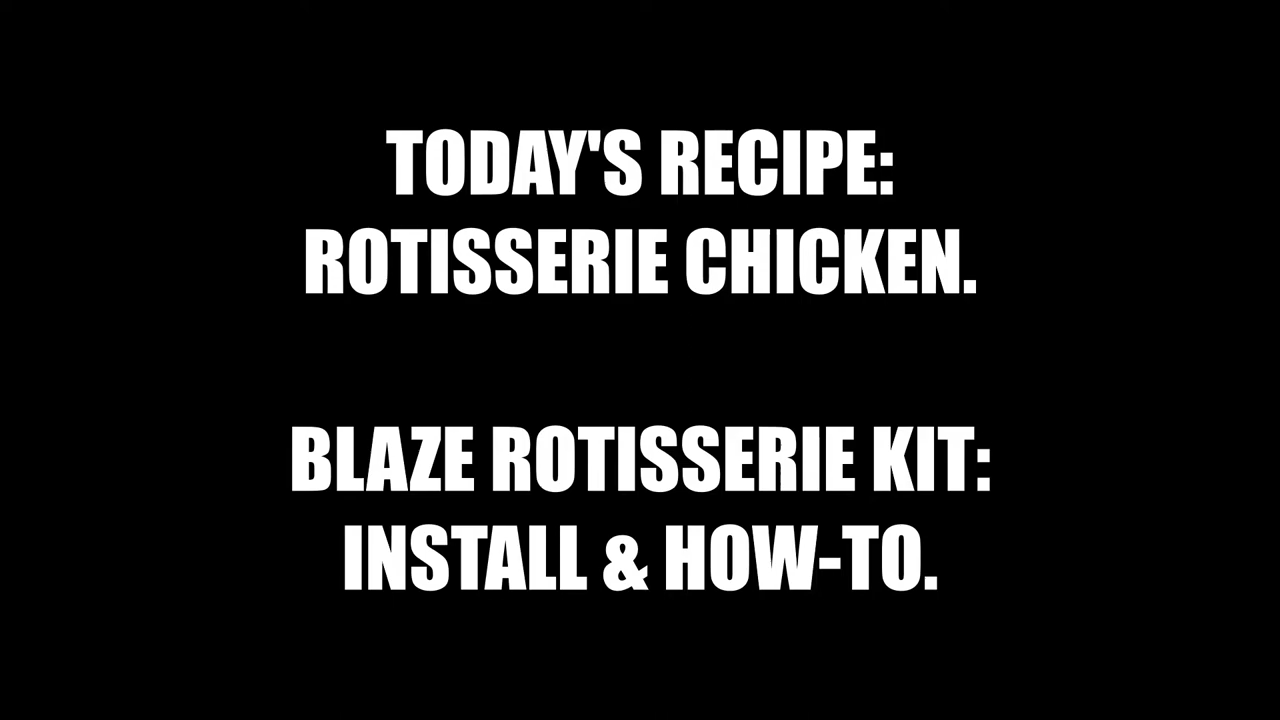 TODAY'S RECIPE:
ROTISSERIE CHICKEN.
BLAZE ROTISSERIE KIT:
INSTALL & HOW-TO.